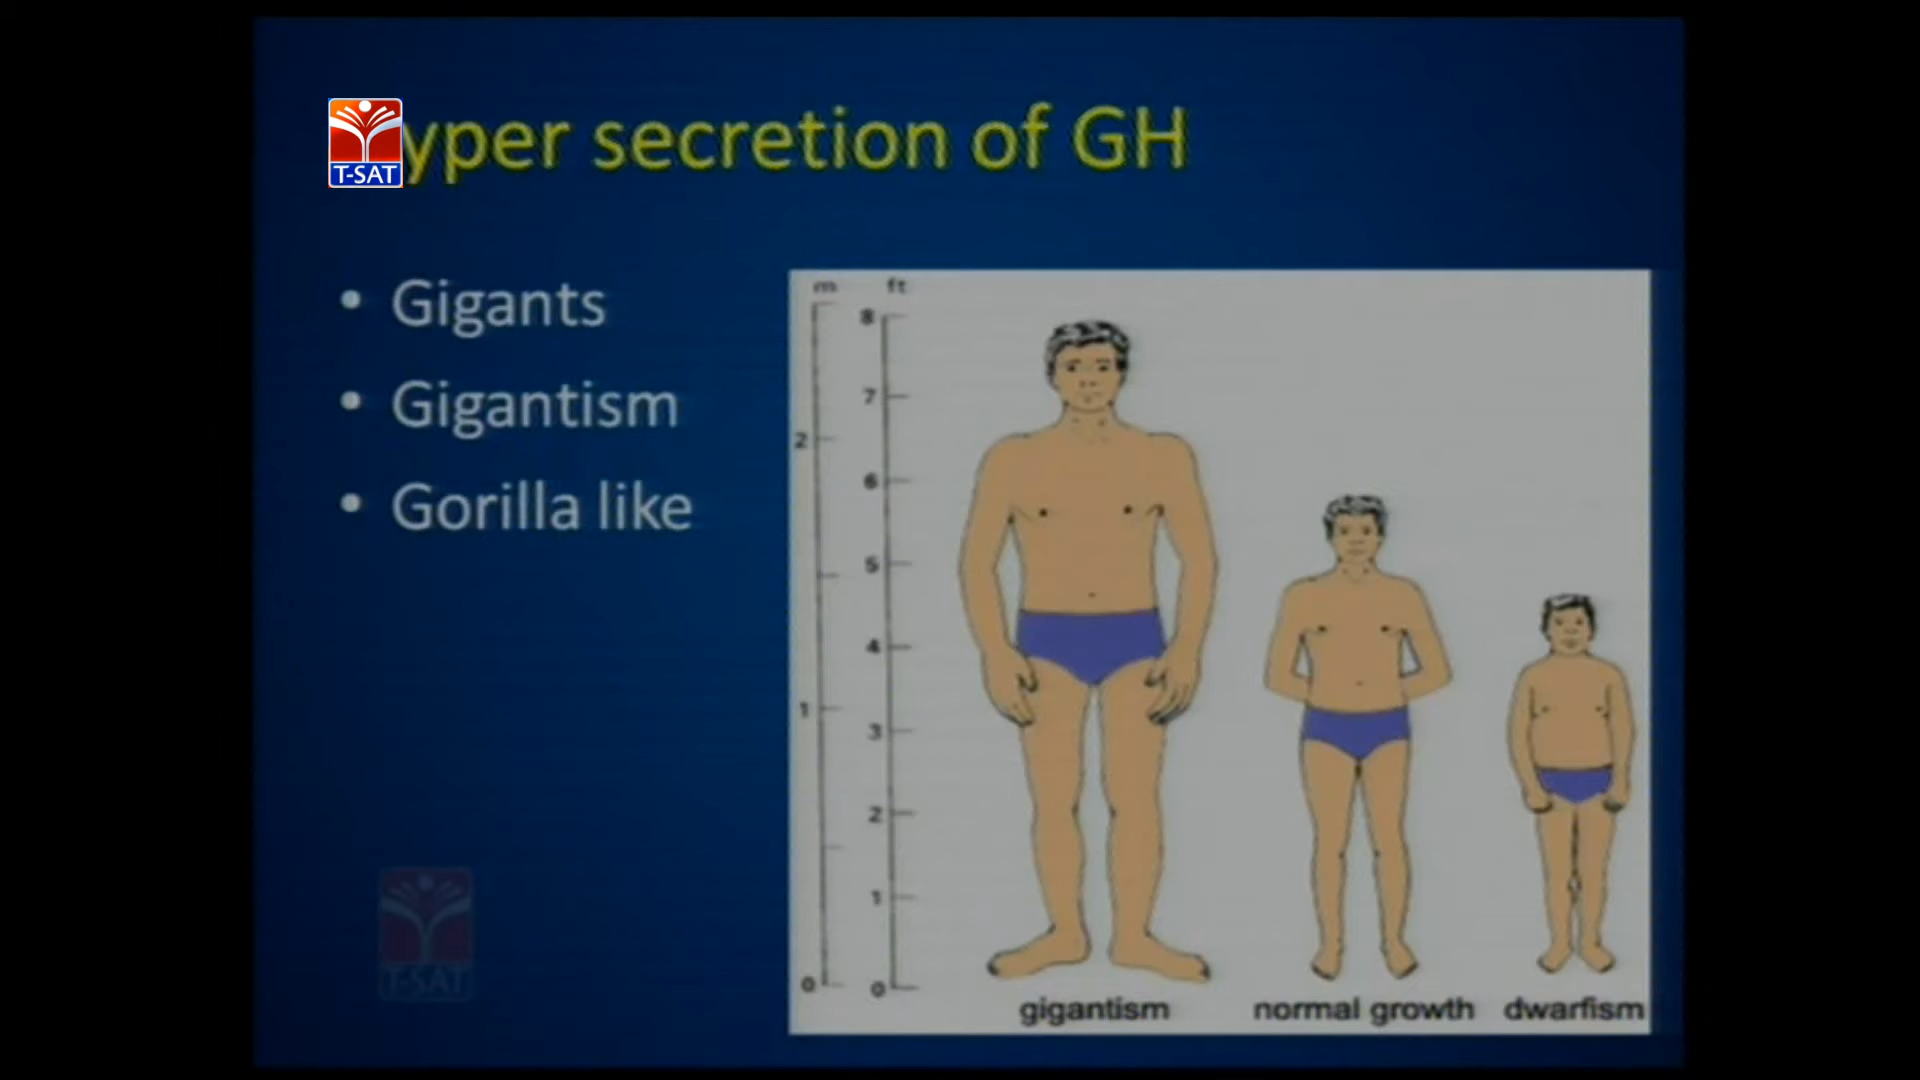 yper secretion of GH
T-SAT
• Gigants
• Gigantism
• Gorilla like
m ft
8
7
2
6
5
4
1
3
2
1
0 0
gigantism normal growth dwarfism
T-SAT